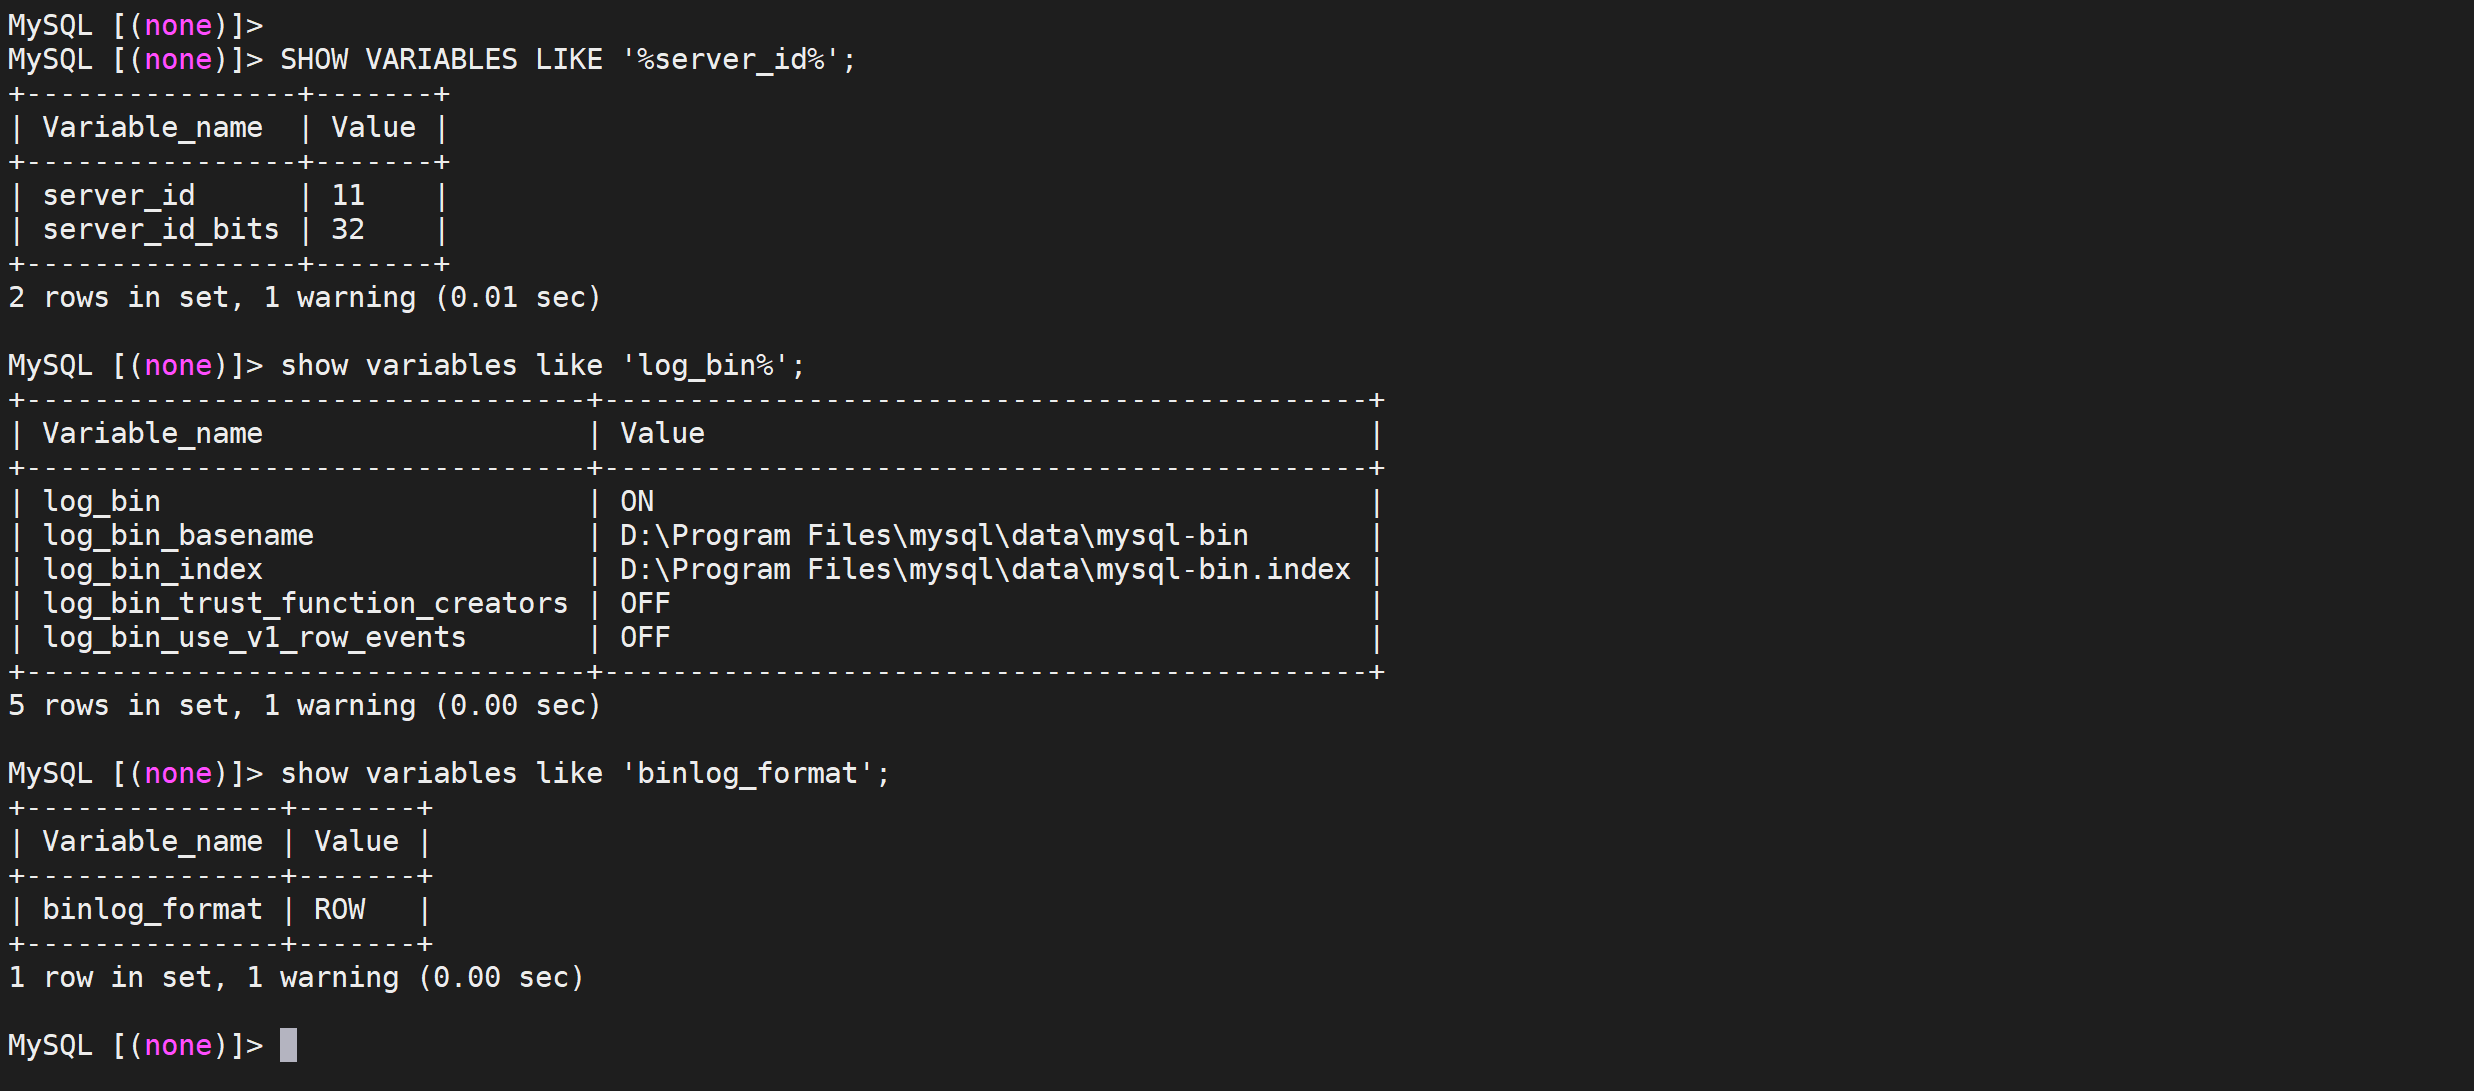 MySQL [(none)]>
MySQL [(none)]> SHOW VARIABLES LIKE '%server_id%';
+----------------+-------+
| Variable_name  | Value |
+----------------+-------+
| server_id      | 11    |
| server_id_bits | 32    |
+----------------+-------+
2 rows in set, 1 warning (0.01 sec)

MySQL [(none)]> show variables like 'log_bin%';
+---------------------------------+---------------------------------------------+
| Variable_name                   | Value                                       |
+---------------------------------+---------------------------------------------+
| log_bin                         | ON                                          |
| log_bin_basename                | D:\Program Files\mysql\data\mysql-bin       |
| log_bin_index                   | D:\Program Files\mysql\data\mysql-bin.index |
| log_bin_trust_function_creators | OFF                                         |
| log_bin_use_v1_row_events       | OFF                                         |
+---------------------------------+---------------------------------------------+
5 rows in set, 1 warning (0.00 sec)

MySQL [(none)]> show variables like 'binlog_format';
+---------------+-------+
| Variable_name | Value |
+---------------+-------+
| binlog_format | ROW   |
+---------------+-------+
1 row in set, 1 warning (0.00 sec)

MySQL [(none)]>